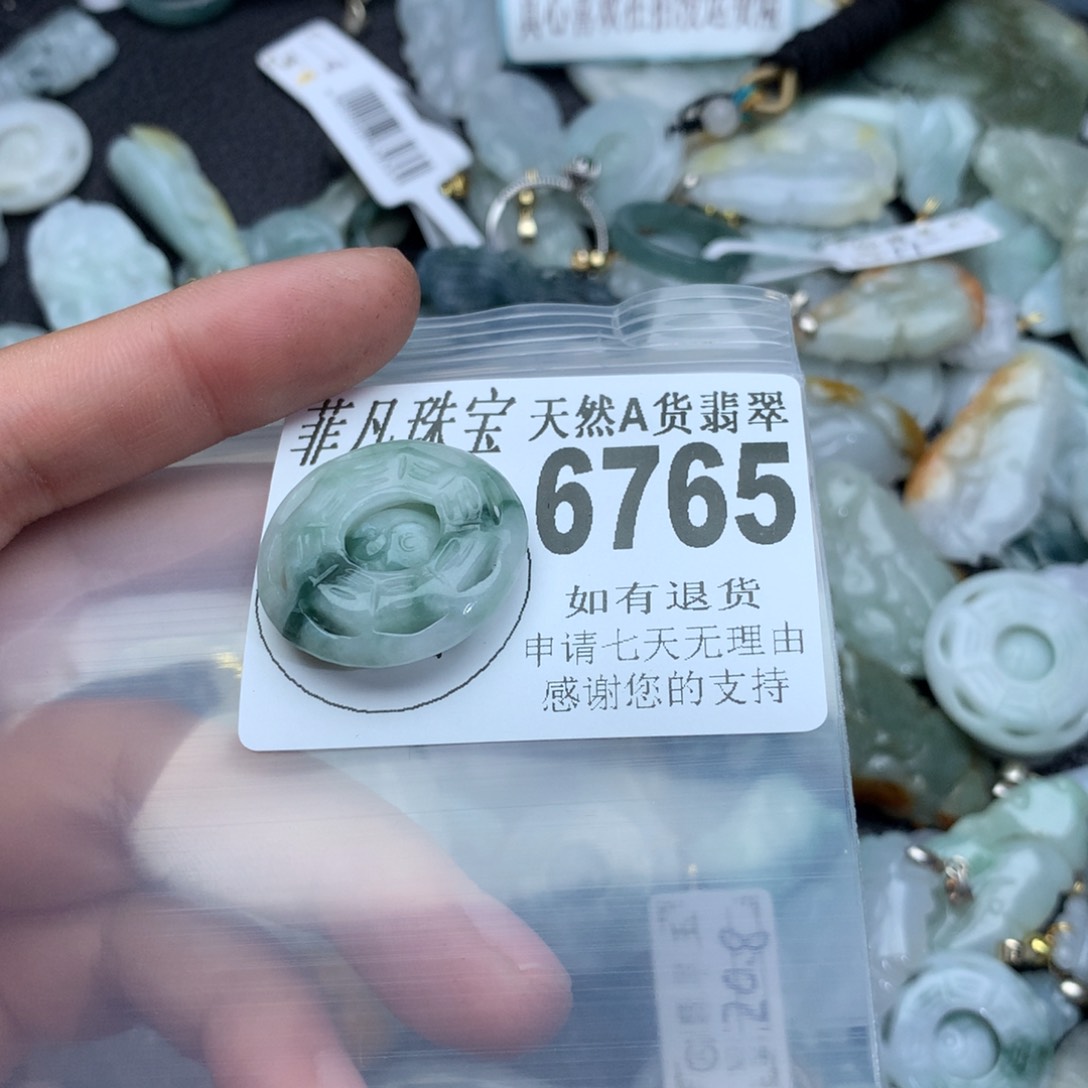 菲凡珠宝
天然A货翡翠
6765
如有退货
申请七天无理由
感谢您的支持